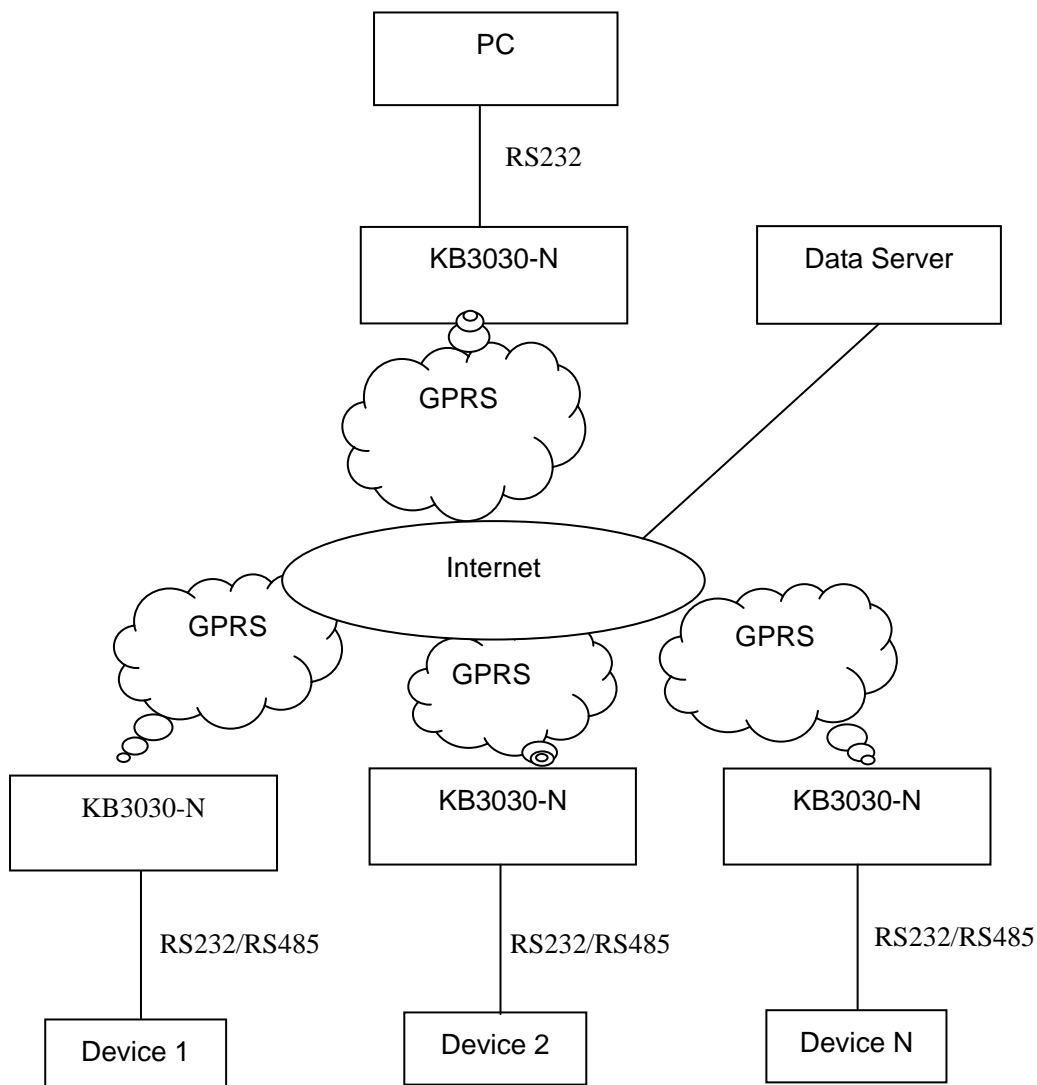 PC
RS232
KB3030-N
Data Server
GPRS
Internet
GPRS
GPRS
GPRS
KB3030-N
KB3030-N
KB3030-N
RS232/RS485
RS232/RS485
RS232/RS485
Device 1
Device 2
Device N